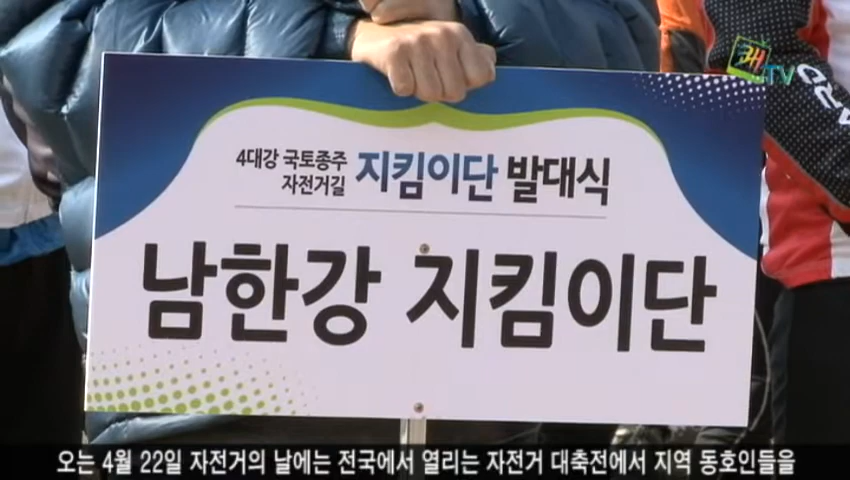 TV
4대강 국토종주
자전거길
지킴이단 발대식
남한강 지킴이단
오는 4월 22일 자전거의 날에는 전국에서 열리는 자전거 대축전에서 지역 동호인들을